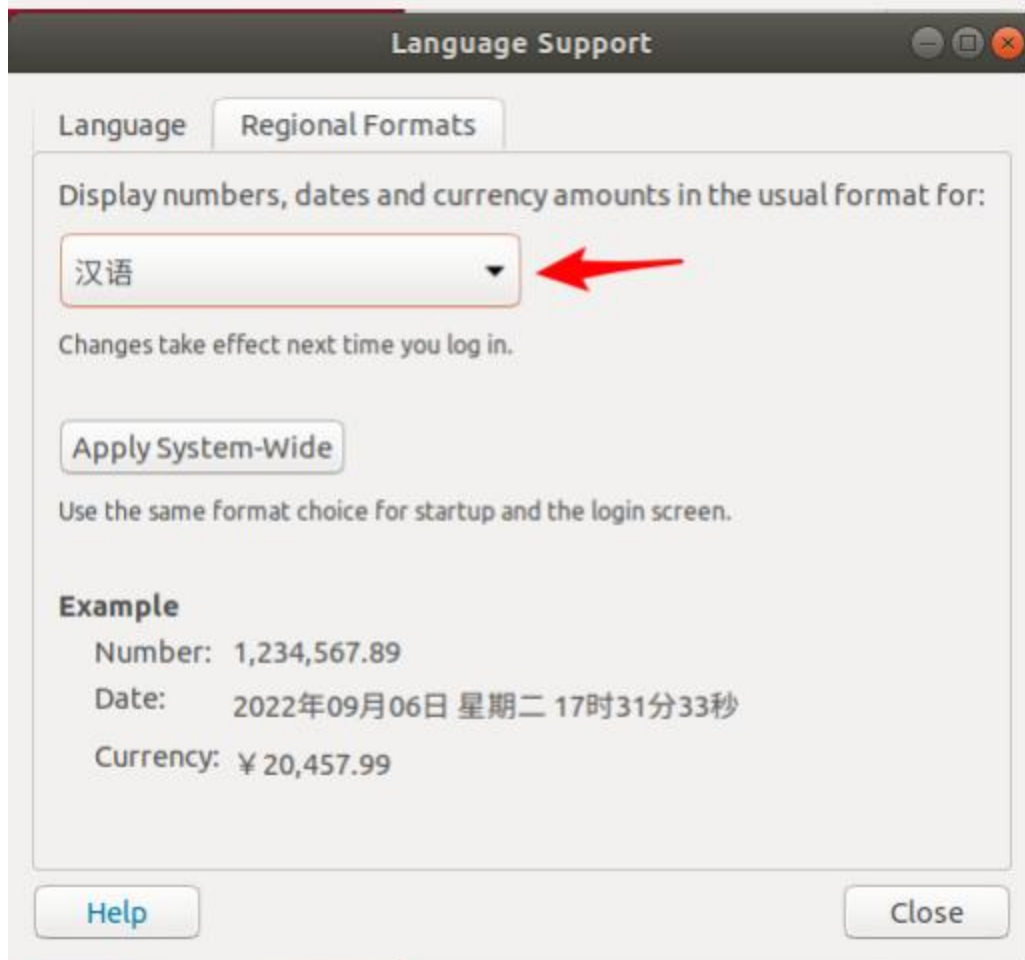 Language Support
Language Regional Formats
Display numbers, dates and currency amounts in the usual format for:
汉语
Changes take effect next time you log in.
Apply System-Wide
Use the same format choice for startup and the login screen.
Example
Number: 1,234,567.89
Date: 2022年09月06日 星期二 17时31分33秒
Currency: ￥20,457.99
Help Close